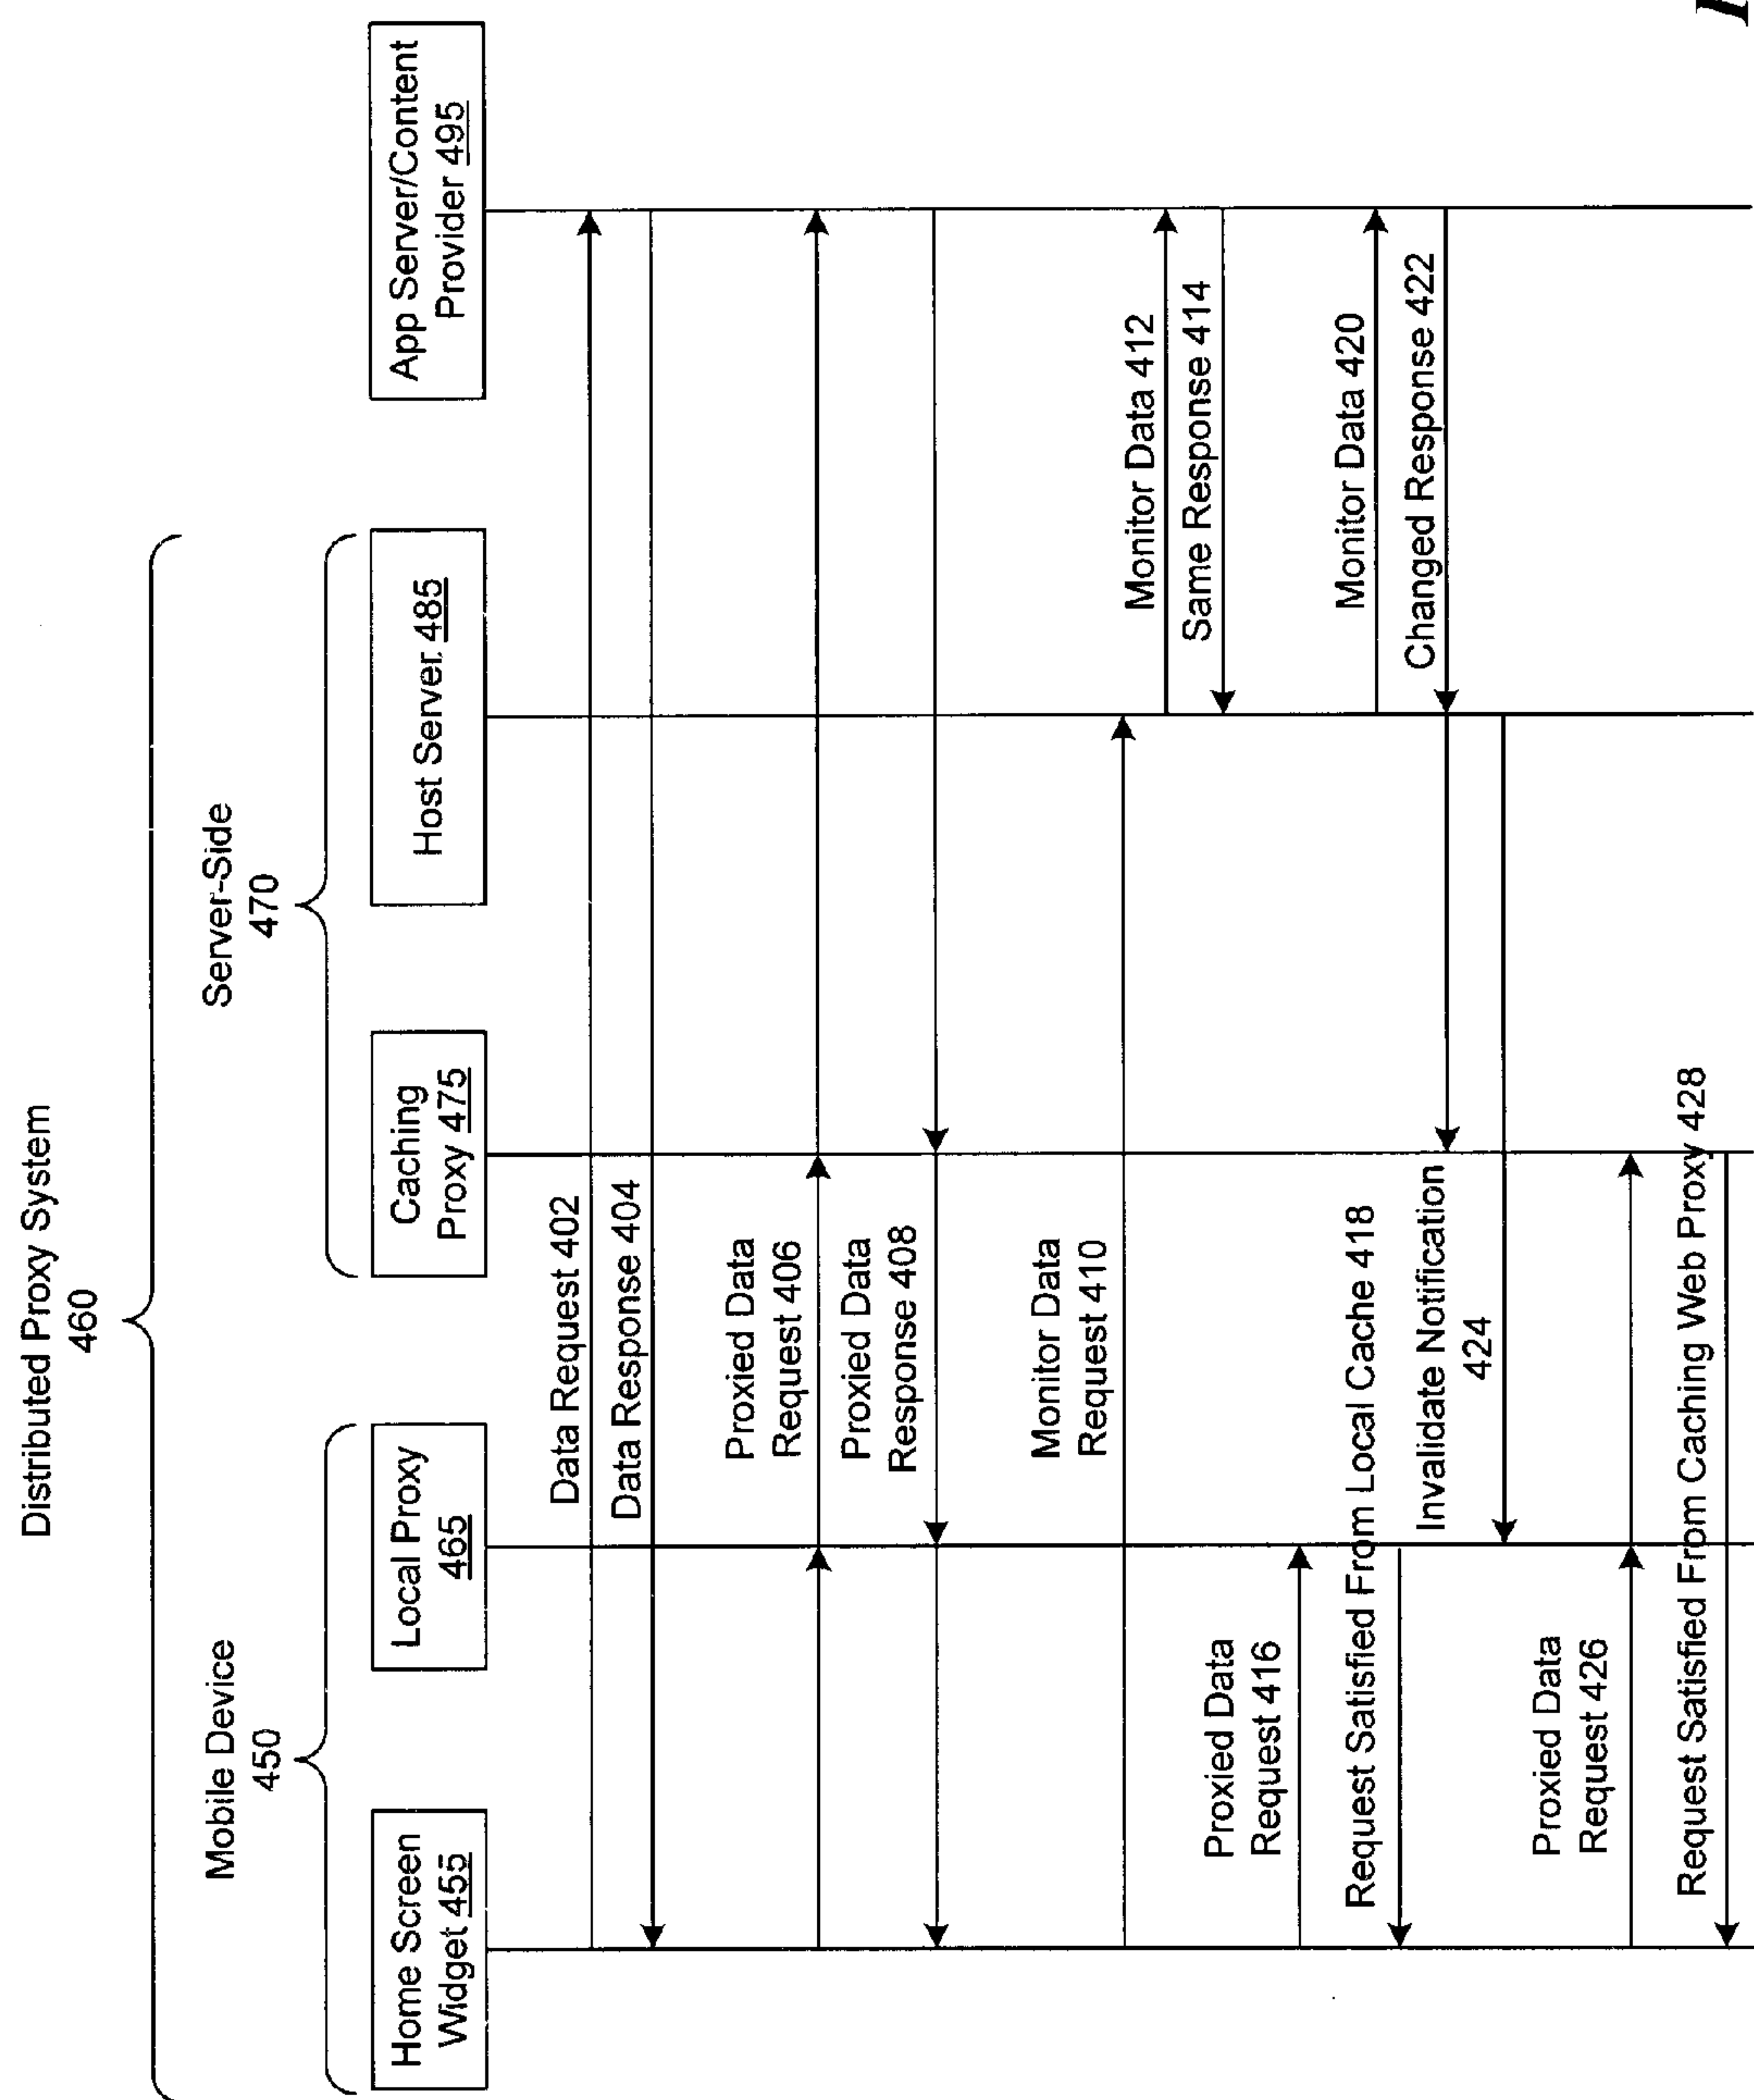 Distributed Proxy System
460
Mobile Device
450
Server-Side
470
Home Screen
Widget 455
Local Proxy
465
Caching
Proxy 475
Host Server 485
App Server/Content
Provider 495
Data Request 402
Data Response 404
Proxied Data
Request 406
Proxied Data
Response 408
Monitor Data
Request 410
Monitor Data 412
Same Response 414
Proxied Data
Request 416
Request Satisfied From Local Cache 418
Monitor Data 420
Changed Response 422
Invalidate Notification
424
Proxied Data
Request 426
Request Satisfied From Caching Web Proxy 428